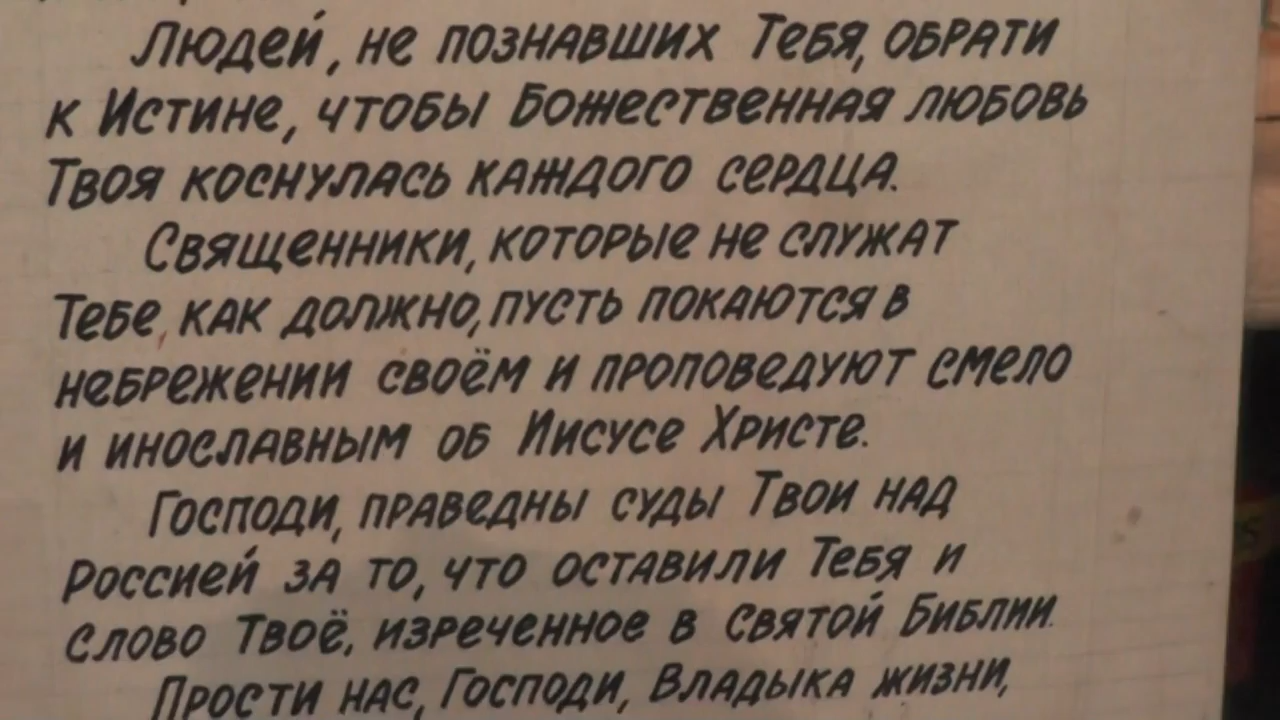 Людей, не познавших Тебя, обрати
к Истине, чтобы Божественная любовь
Твоя коснулась каждого сердца.
Священники, которые не служат
Тебе, как должно, пусть покаются в
небрежении своём и проповедуют смело
и инославным об Иисусе Христе.
Господи, праведны суды Твои над
Россией за то, что оставили Тебя и
Слово Твоё, изреченное в Святой Библии.
Прости нас, Господи, Владыка жизни,